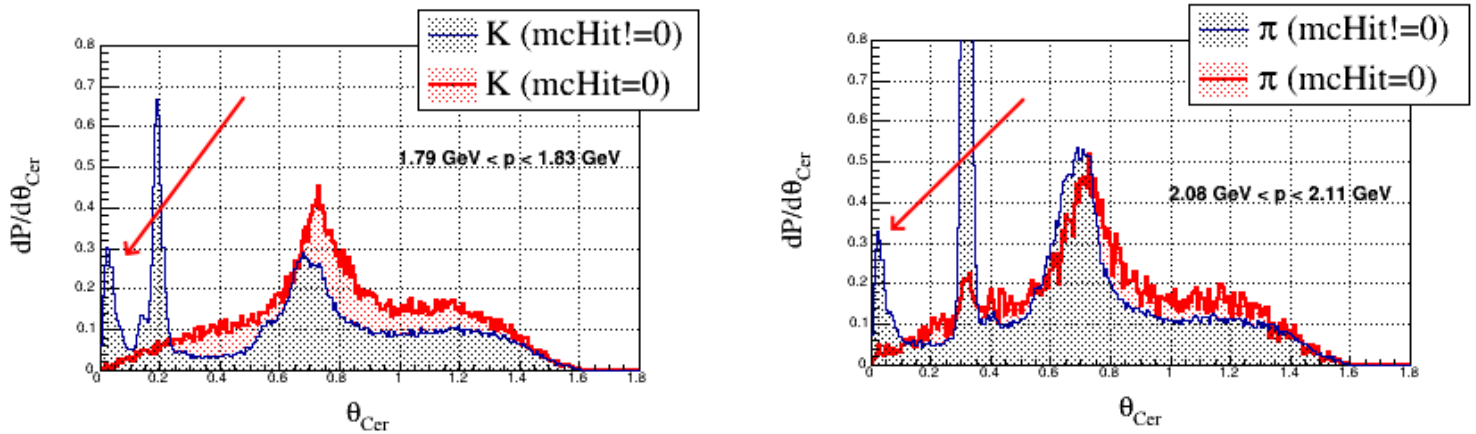 K (mcHit!=0)
K (mcHit=0)
1.79 GeV < p < 1.83 GeV
dP/dθCer
0.8
0.7
0.6
0.5
0.4
0.3
0.2
0.1
0
0 0.2 0.4 0.6 0.8 1 1.2 1.4 1.6 1.8
θCer
π (mcHit!=0)
π (mcHit=0)
2.08 GeV < p < 2.11 GeV
dP/dθCer
0.8
0.7
0.6
0.5
0.4
0.3
0.2
0.1
0
0 0.2 0.4 0.6 0.8 1 1.2 1.4 1.6 1.8
θCer